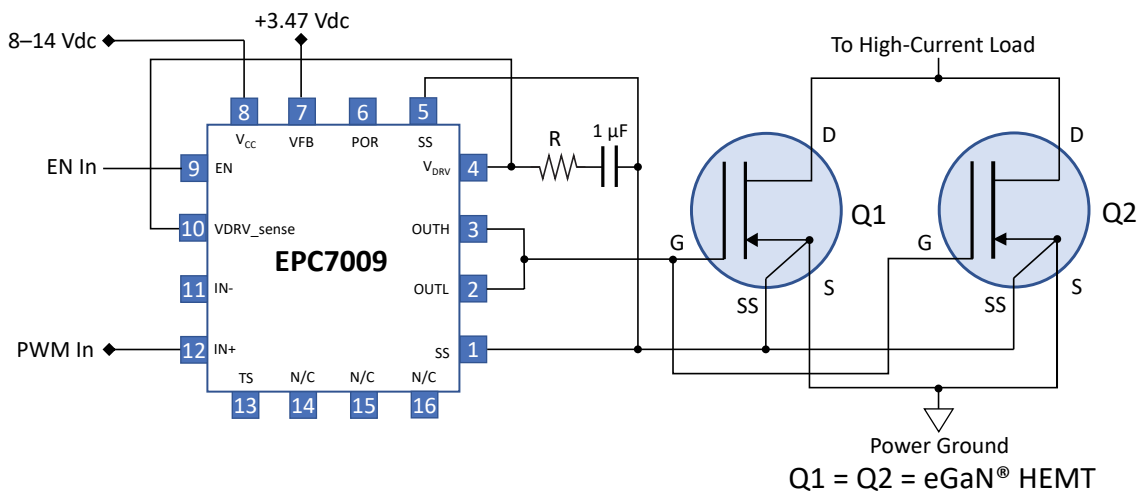 +3.47 Vdc
8–14 Vdc
To High-Current Load
8
7
6
5
VCC
VFB
POR
SS
R
1 µF
D
D
EN In
9
EN
VDRV
4
10
VDRV_sense
OUTH
3
Q1
Q2
EPC7009
G
G
11
IN-
OUTL
2
S
S
SS
SS
PWM In
12
IN+
SS
1
TS
N/C
N/C
N/C
13
14
15
16
Power Ground
Q1 = Q2 = eGaN® HEMT